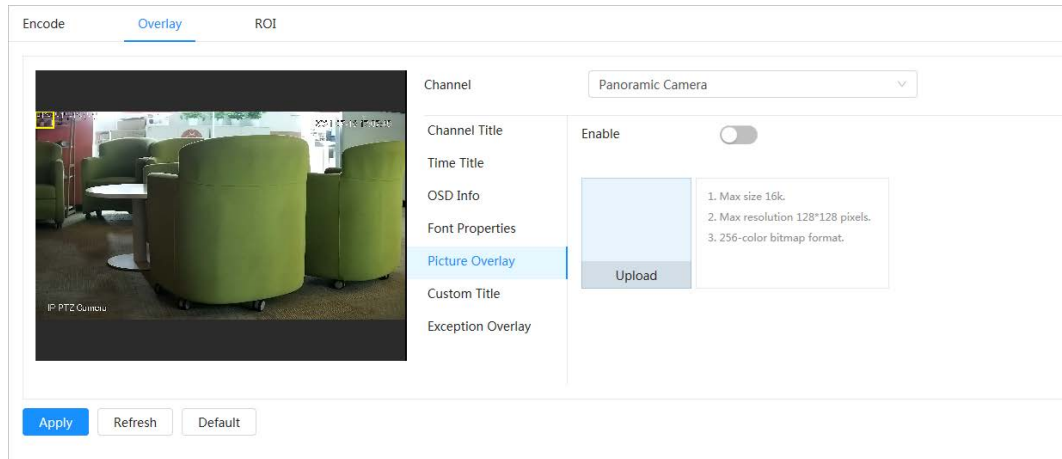 Encode Overlay ROI
Channel Panoramic Camera
Channel Title
Time Title
OSD Info
Font Properties
Picture Overlay
Custom Title
Exception Overlay
Enable
Upload
1. Max size 16k.
2. Max resolution 128*128 pixels.
3. 256-color bitmap format.
IP PTZ Camera
Apply Refresh Default